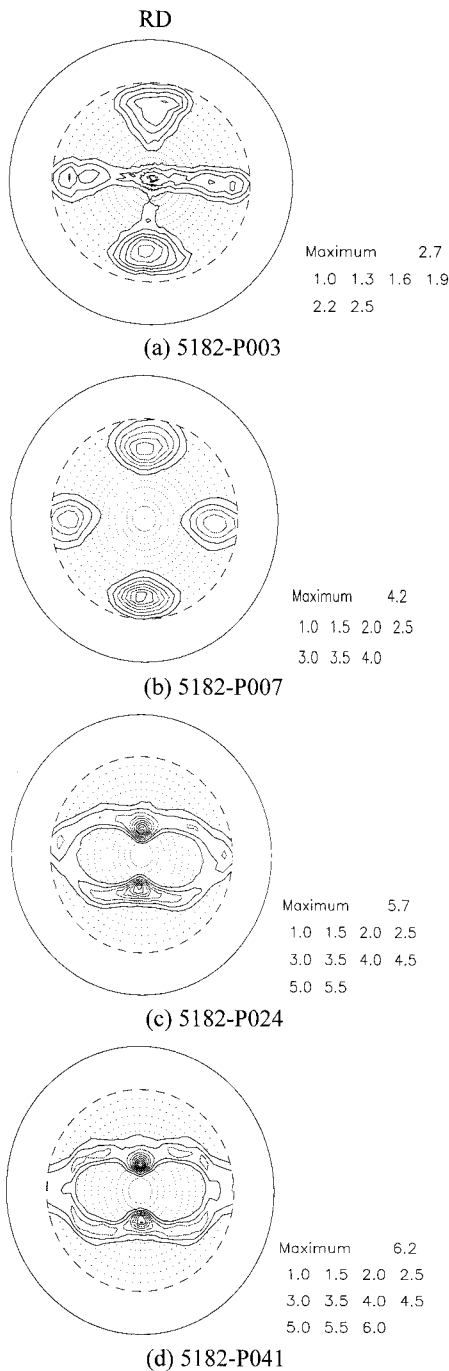 RD
Maximum 2.7
1.0 1.3 1.6 1.9
2.2 2.5
(a) 5182-P003
Maximum 4.2
1.0 1.5 2.0 2.5
3.0 3.5 4.0
(b) 5182-P007
Maximum 5.7
1.0 1.5 2.0 2.5
3.0 3.5 4.0 4.5
5.0 5.5
(c) 5182-P024
Maximum 6.2
1.0 1.5 2.0 2.5
3.0 3.5 4.0 4.5
5.0 5.5 6.0
(d) 5182-P041